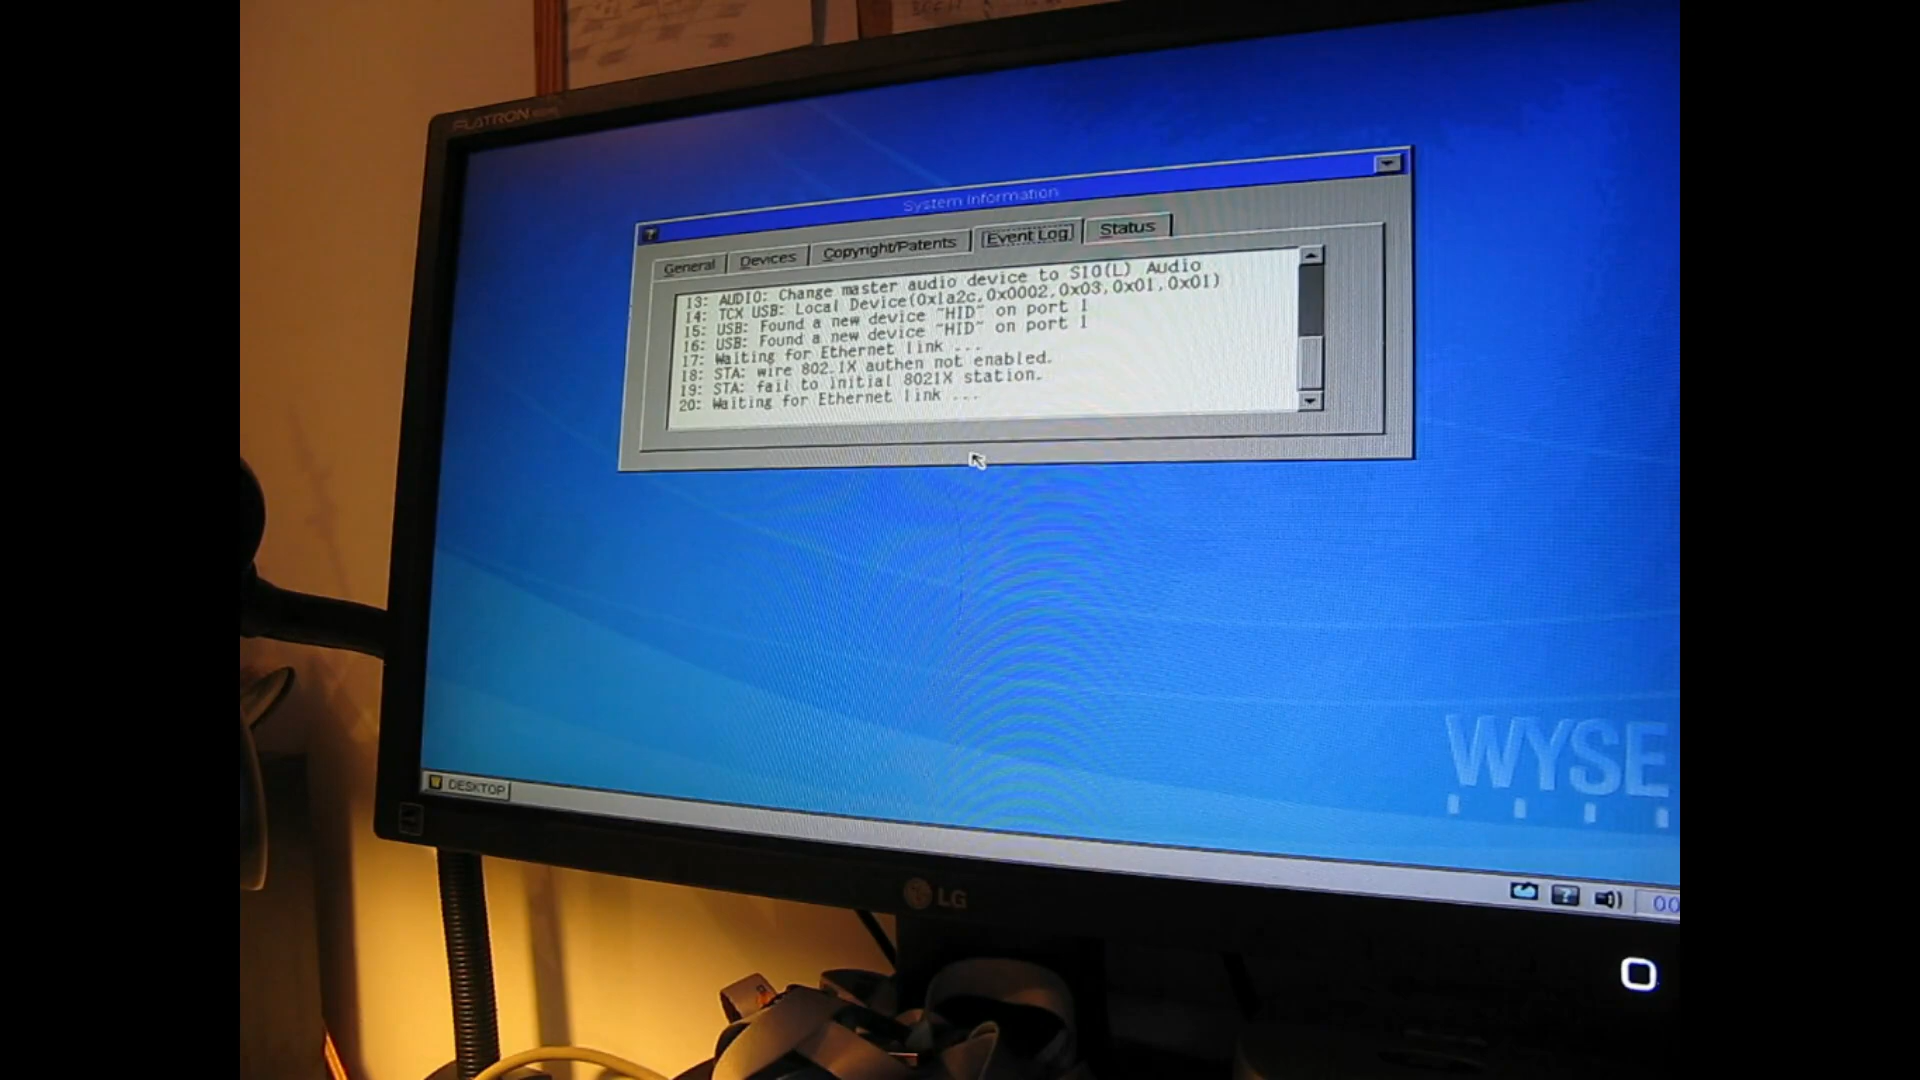 FLATRON
System Information
General
Devices
Copyright/Patents
Event Log
Status
13: AUDIO: Change master audio device to SIO(L) Audio
14: TCX USB: Local Device(0x1a2c,0x0002,0x03,0x01,0x01)
15: USB: Found a new device "HID" on port 1
16: USB: Found a new device "HID" on port 1
17: Waiting for Ethernet link ...
18: STA: wire 802.1X authen not enabled.
19: STA: fail to initial 8021X station.
20: Waiting for Ethernet link ...
WYSE
DESKTOP
00
LG